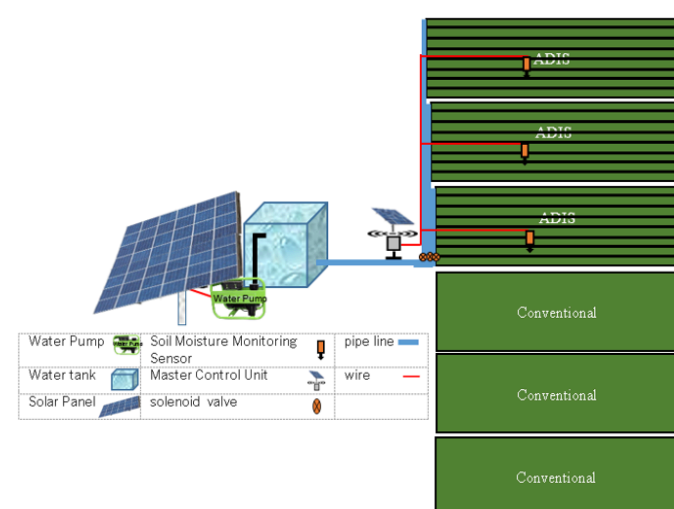 ADIS
ADIS
ADIS
Water Pump
Conventional
Water Pump
Soil Moisture Monitoring
Sensor
pipe line
Water tank
Master Control Unit
wire
Solar Panel
solenoid valve
Conventional
Conventional